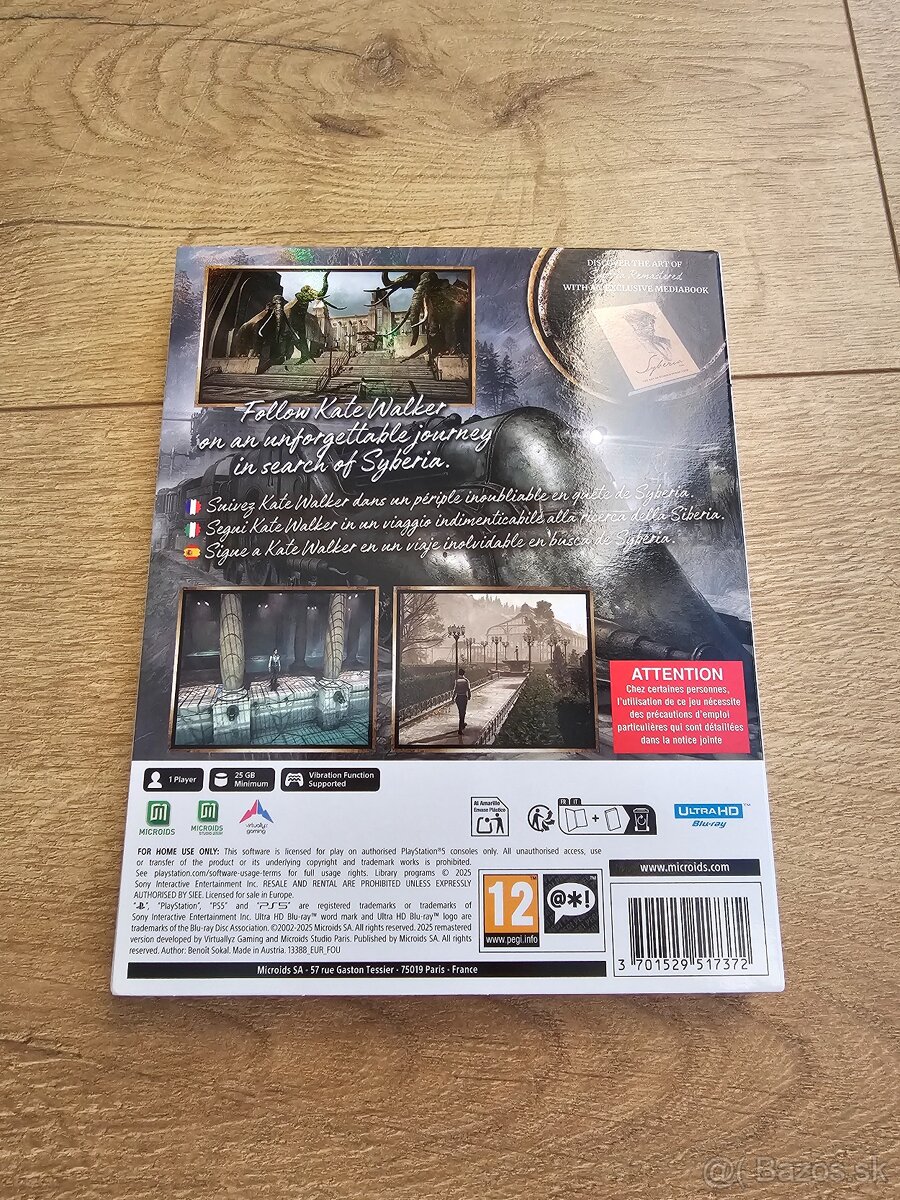 DISCOVER THE ART OF
Syberia Remastered
WITH AN EXCLUSIVE MEDIABOOK
Syberia
Follow Kate Walker
on an unforgettable journey
in search of Syberia.
Suivez Kate Walker dans un périple inoubliable en quête de Syberia.
Segui Kate Walker in un viaggio indimenticabile alla ricerca della Siberia.
Sigue a Kate Walker en un viaje inolvidable en busca de Syberia.
ATTENTION
Chez certaines personnes,
l'utilisation de ce jeu nécessite
des précautions d'emploi
particulières qui sont détaillées
dans la notice jointe
1 Player
25 GB
Minimum
Vibration Function
Supported
MICROIDS
MICROIDS
STUDIO PARIS
virtuallyz
gaming
Al Amarillo
Envase Plástico
FR IT
+
ULTRA HD
Blu-ray™
FOR HOME USE ONLY: This software is licensed for play on authorised PlayStation®5 consoles only. All unauthorised access, use
or transfer of the product or its underlying copyright and trademark works is prohibited.
See playstation.com/software-usage-terms for full usage rights. Library programs © 2025
Sony Interactive Entertainment Inc. RESALE AND RENTAL ARE PROHIBITED UNLESS EXPRESSLY
AUTHORISED BY SIEE. Licensed for sale in Europe.
"PS", "PlayStation", "PS5" and "PS5" are registered trademarks or trademarks of
Sony Interactive Entertainment Inc. Ultra HD Blu-ray™ word mark and Ultra HD Blu-ray™ logo are
trademarks of the Blu-ray Disc Association. ©2002-2025 Microids SA. All rights reserved. 2025 remastered
version developed by Virtuallyz Gaming and Microids Studio Paris. Published by Microids SA. All rights
reserved. Author: Benoît Sokal. Made in Austria. 13388_EUR_FOU
Microids SA - 57 rue Gaston Tessier - 75019 Paris - France
12
www.pegi.info
@*!
www.microids.com
3 701529 517372
@( Bazos.sk